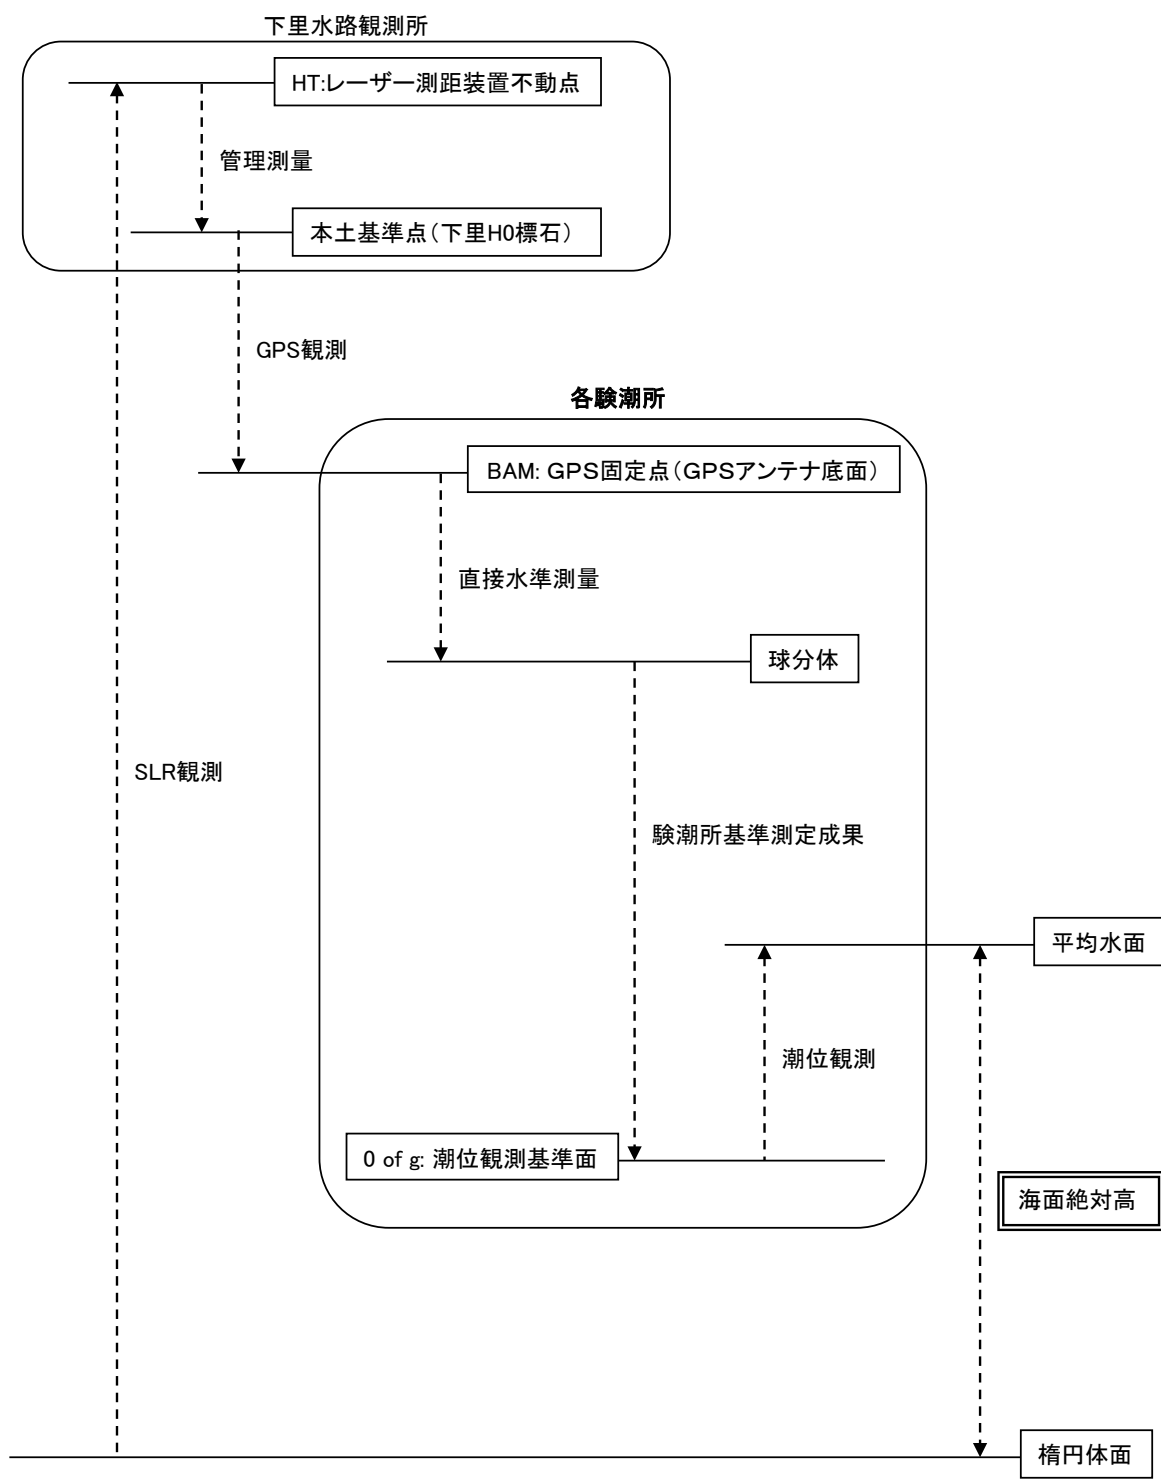 下里水路観測所
HT:レーザー測距装置不動点
管理測量
本土基準点(下里H0標石)
GPS観測
各験潮所
BAM: GPS固定点(GPSアンテナ底面)
直接水準測量
球分体
SLR観測
験潮所基準測定成果
平均水面
潮位観測
0 of g: 潮位観測基準面
海面絶対高
楕円体面